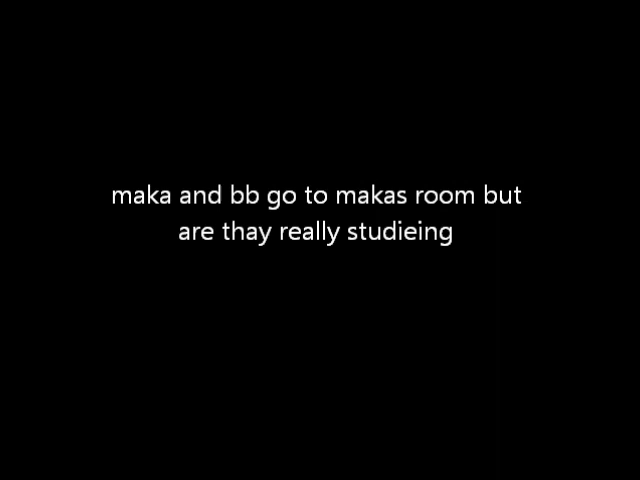 maka and bb go to makas room but
are thay really studieing